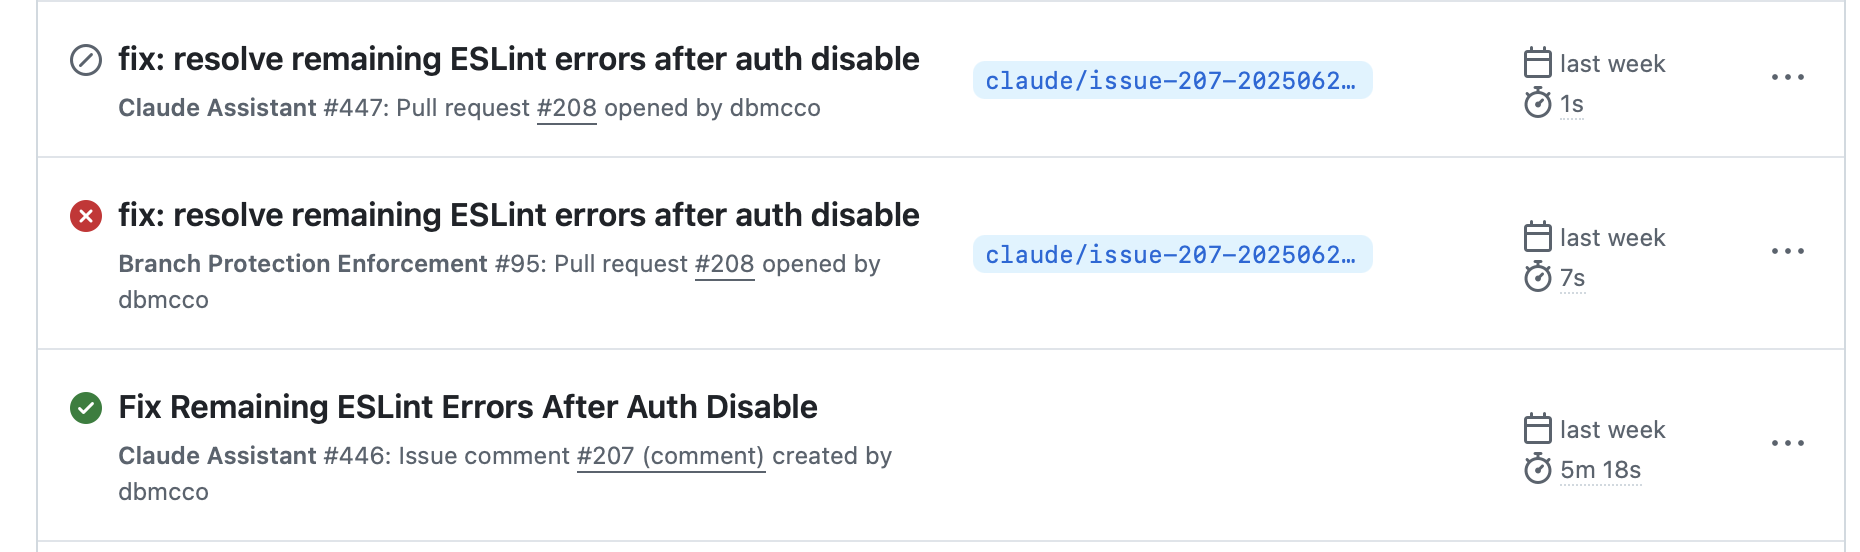 fix: resolve remaining ESLint errors after auth disable
Claude Assistant #447: Pull request #208 opened by dbmcco
claude/issue-207-2025062…
last week
1s
fix: resolve remaining ESLint errors after auth disable
Branch Protection Enforcement #95: Pull request #208 opened by
dbmcco
claude/issue-207-2025062…
last week
7s
Fix Remaining ESLint Errors After Auth Disable
Claude Assistant #446: Issue comment #207 (comment) created by
dbmcco
last week
5m 18s